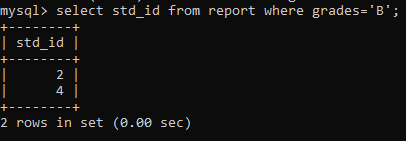 mysql> select std_id from report where grades='B';
+--------+
| std_id |
+--------+
|      2 |
|      4 |
+--------+
2 rows in set (0.00 sec)